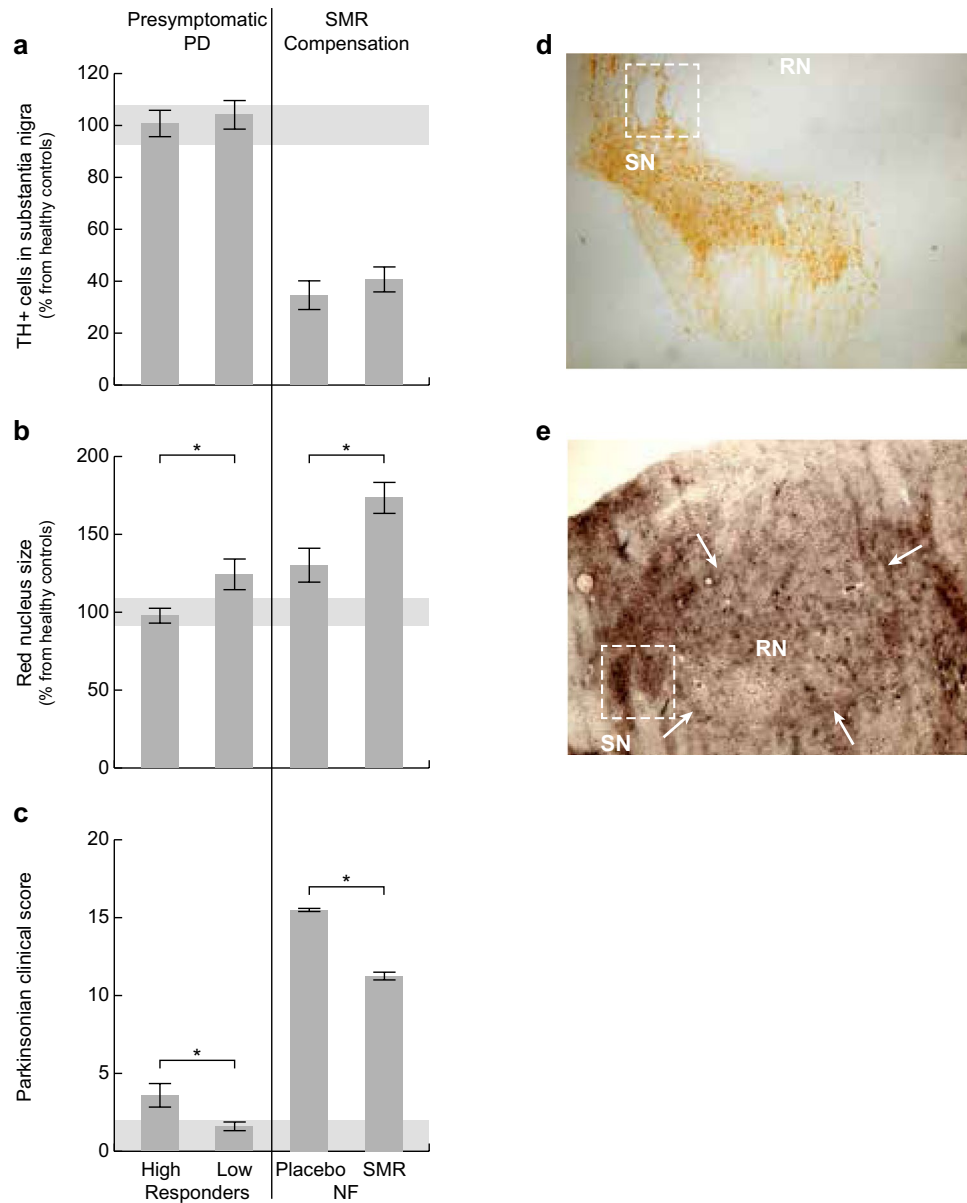 Presymptomatic PD
SMR Compensation
a
TH+ cells in substantia nigra
(% from healthy controls)
120
100
80
60
40
20
0
b
*
*
Red nucleus size
(% from healthy controls)
200
150
100
50
0
c
*
*
Parkinsonian clinical score
20
15
10
5
0
High
Low
Placebo
SMR
Responders
NF
d
RN
SN
e
RN
SN